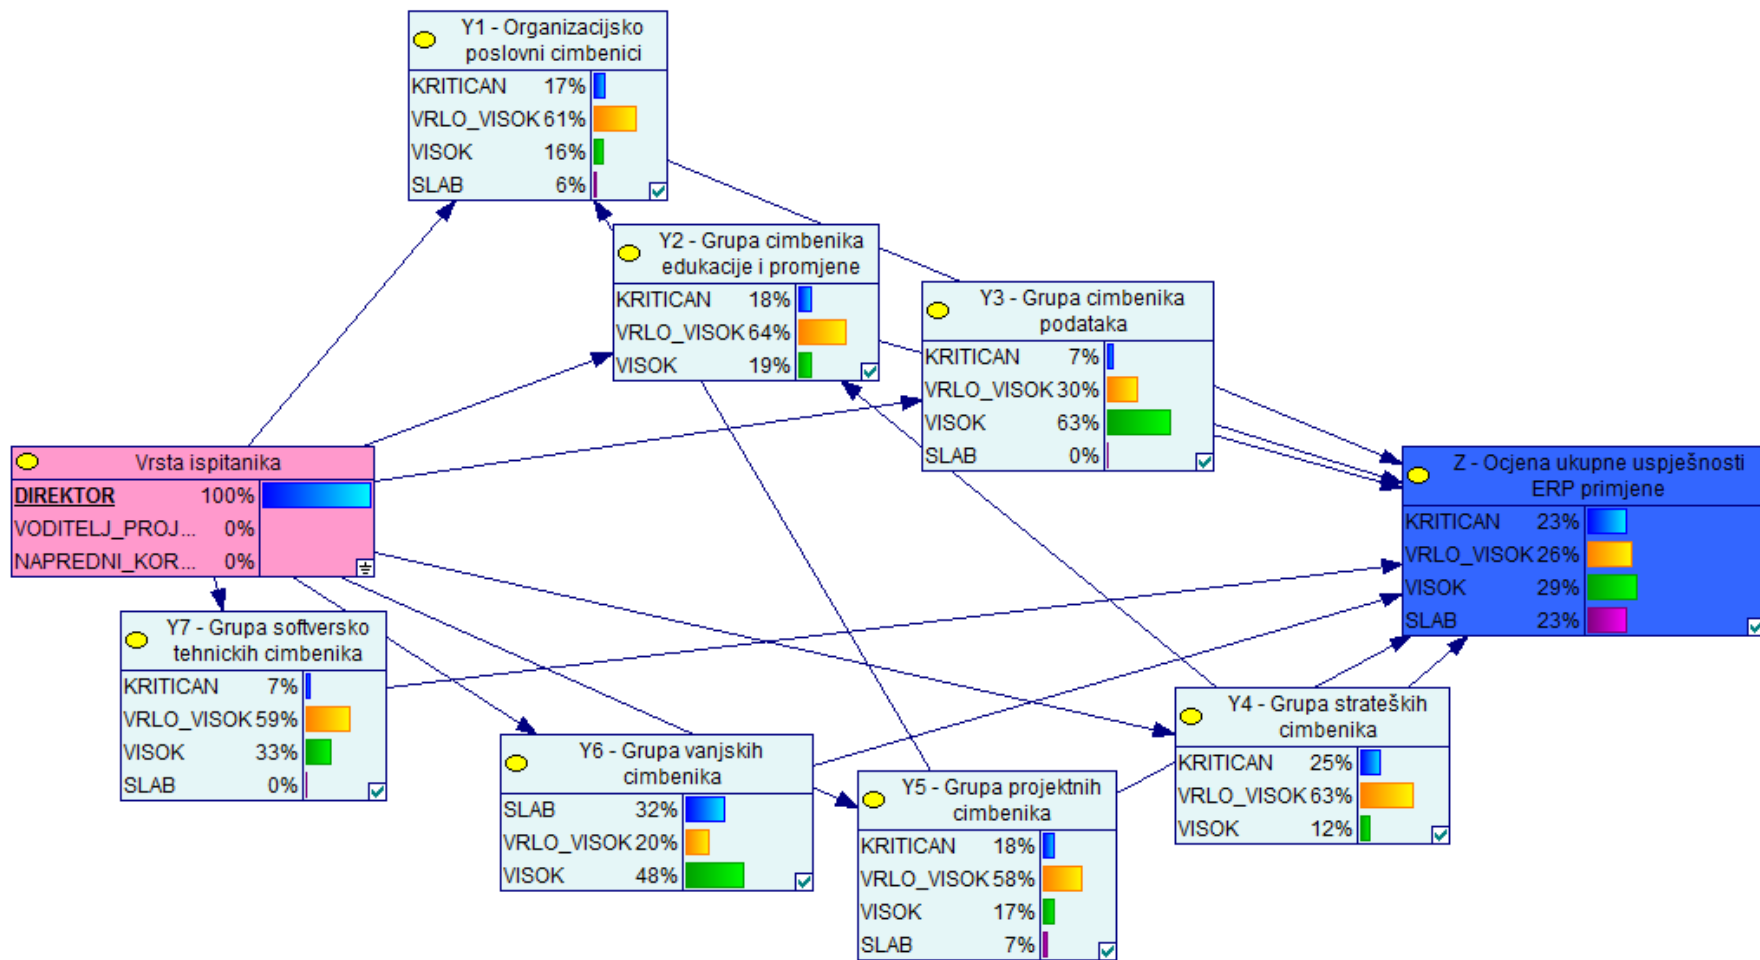 Y1 - Organizacijsko
poslovni cimbenici
KRITICAN 17%
VRLO_VISOK 61%
VISOK 16%
SLAB 6%
Y2 - Grupa cimbenika
edukacije i promjene
KRITICAN 18%
VRLO_VISOK 64%
VISOK 19%
Y3 - Grupa cimbenika
podataka
KRITICAN 7%
VRLO_VISOK 30%
VISOK 63%
SLAB 0%
Vrsta ispitanika
DIREKTOR 100%
VODITELJ_PROJ... 0%
NAPREDNI_KOR... 0%
Z - Ocjena ukupne uspješnosti
ERP primjene
KRITICAN 23%
VRLO_VISOK 26%
VISOK 29%
SLAB 23%
Y7 - Grupa softversko
tehnickih cimbenika
KRITICAN 7%
VRLO_VISOK 59%
VISOK 33%
SLAB 0%
Y6 - Grupa vanjskih
cimbenika
SLAB 32%
VRLO_VISOK 20%
VISOK 48%
Y5 - Grupa projektnih
cimbenika
KRITICAN 18%
VRLO_VISOK 58%
VISOK 17%
SLAB 7%
Y4 - Grupa strateških
cimbenika
KRITICAN 25%
VRLO_VISOK 63%
VISOK 12%